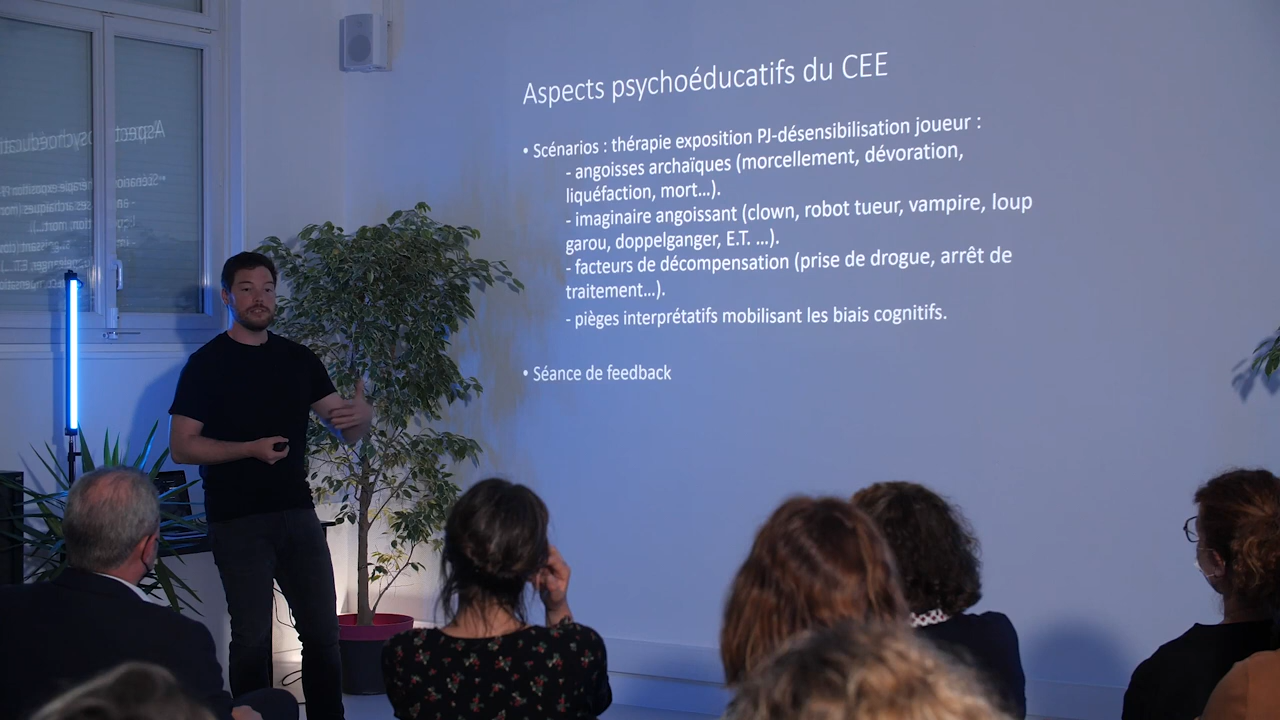 Aspects psychoéducatifs du CEE
• Scénarios : thérapie exposition PJ-désensibilisation joueur :
- angoisses archaïques (morcellement, dévoration,
liquéfaction, mort...).
- imaginaire angoissant (clown, robot tueur, vampire, loup
garou, doppelganger, E.T. ...).
- facteurs de décompensation (prise de drogue, arrêt de
traitement...).
- pièges interprétatifs mobilisant les biais cognitifs.
• Séance de feedback